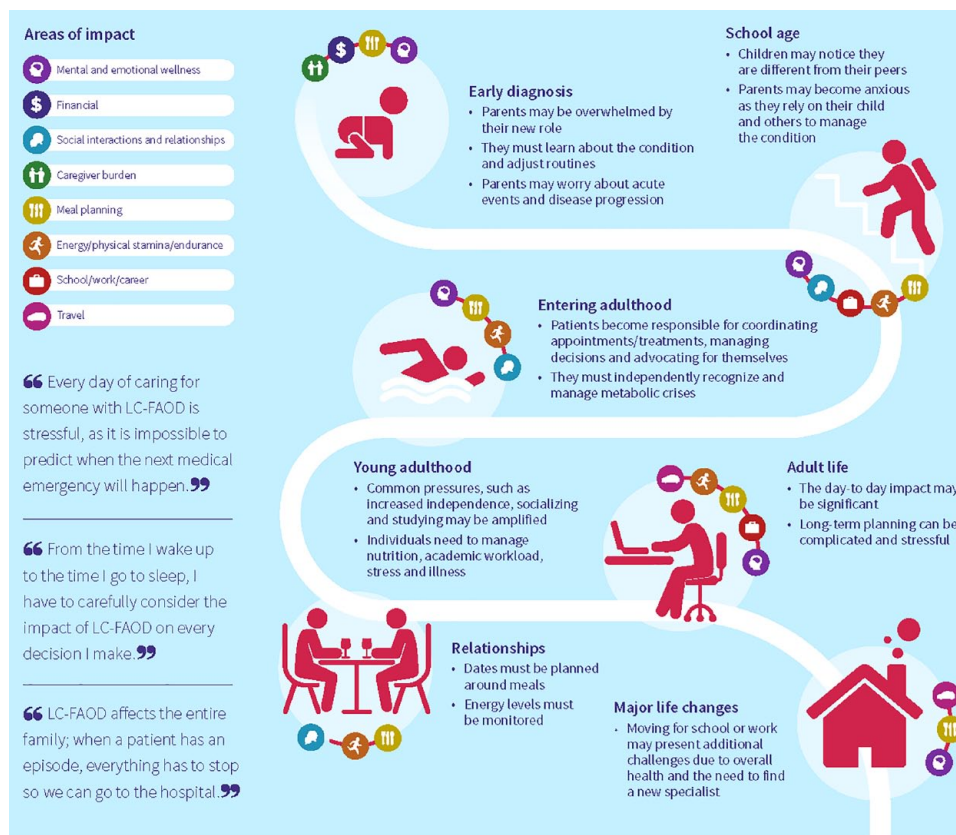 Areas of impact
Mental and emotional wellness
$
Financial
Social interactions and relationships
Caregiver burden
Meal planning
Energy/physical stamina/endurance
School/work/career
Travel
❝ Every day of caring for
someone with LC-FAOD is
stressful, as it is impossible to
predict when the next medical
emergency will happen.❞
❝ From the time I wake up
to the time I go to sleep, I
have to carefully consider the
impact of LC-FAOD on every
decision I make.❞
❝ LC-FAOD affects the entire
family; when a patient has an
episode, everything has to stop
so we can go to the hospital.❞
$
Early diagnosis
• Parents may be overwhelmed by
their new role
• They must learn about the condition
and adjust routines
• Parents may worry about acute
events and disease progression
School age
• Children may notice they
are different from their peers
• Parents may become anxious
as they rely on their child
and others to manage
the condition
Entering adulthood
• Patients become responsible for coordinating
appointments/treatments, managing
decisions and advocating for themselves
• They must independently recognize and
manage metabolic crises
Young adulthood
• Common pressures, such as
increased independence, socializing
and studying may be amplified
• Individuals need to manage
nutrition, academic workload,
stress and illness
Adult life
• The day-to day impact may
be significant
• Long-term planning can be
complicated and stressful
Relationships
• Dates must be planned
around meals
• Energy levels must
be monitored
Major life changes
• Moving for school or work
may present additional
challenges due to overall
health and the need to find
a new specialist